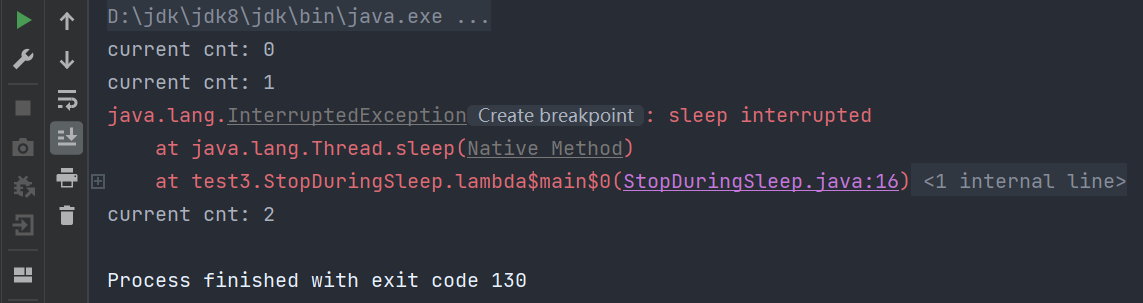 D:\jdk\jdk8\jdk\bin\java.exe ...
current cnt: 0
current cnt: 1
java.lang.InterruptedException Create breakpoint : sleep interrupted
    at java.lang.Thread.sleep(Native Method)
    at test3.StopDuringSleep.lambda$main$0(StopDuringSleep.java:16) <1 internal line>
current cnt: 2
Process finished with exit code 130